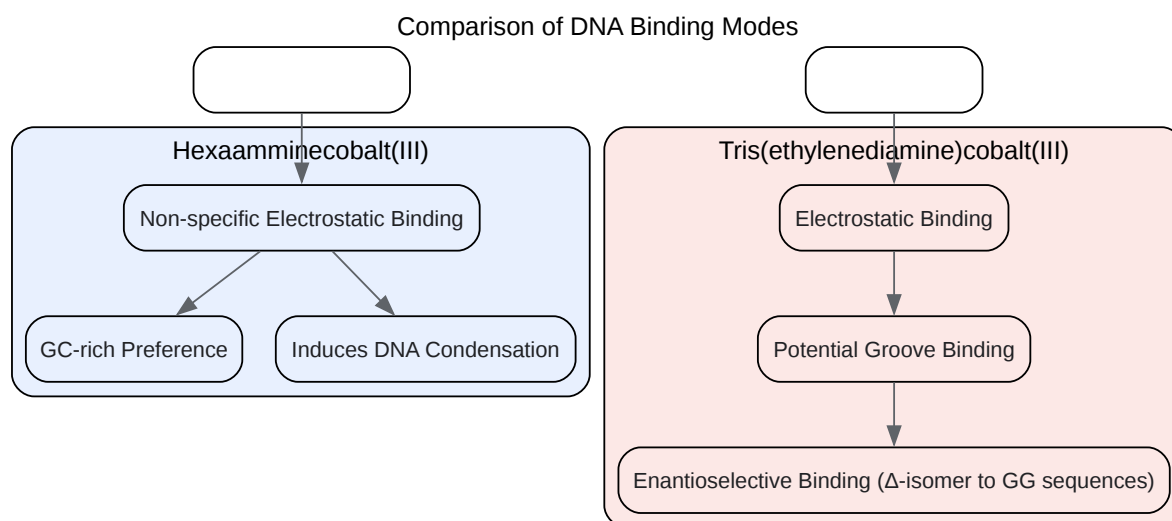 Comparison of DNA Binding Modes
Hexaamminecobalt(III)
Non-specific Electrostatic Binding
GC-rich Preference
Induces DNA Condensation
Tris(ethylenediamine)cobalt(III)
Electrostatic Binding
Potential Groove Binding
Enantioselective Binding (Δ-isomer to GG sequences)